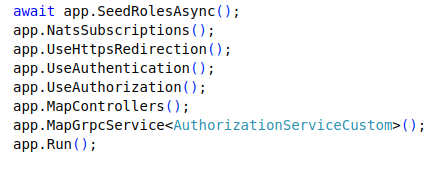 await app.SeedRolesAsync();
app.NatsSubscriptions();
app.UseHttpsRedirection();
app.UseAuthentication();
app.UseAuthorization();
app.MapControllers();
app.MapGrpcService<AuthorizationServiceCustom>();
app.Run();